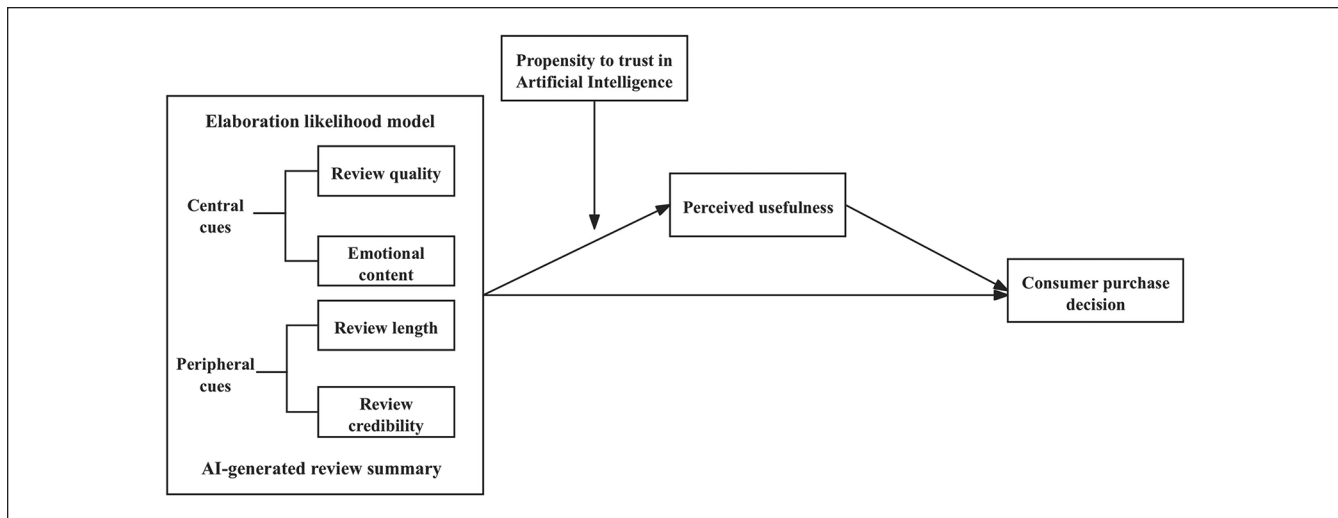 Propensity to trust in
Artificial Intelligence
Elaboration likelihood model
Review quality
Central
cues
Emotional
content
Perceived usefulness
Consumer purchase
decision
Review length
Peripheral
cues
Review
credibility
AI-generated review summary